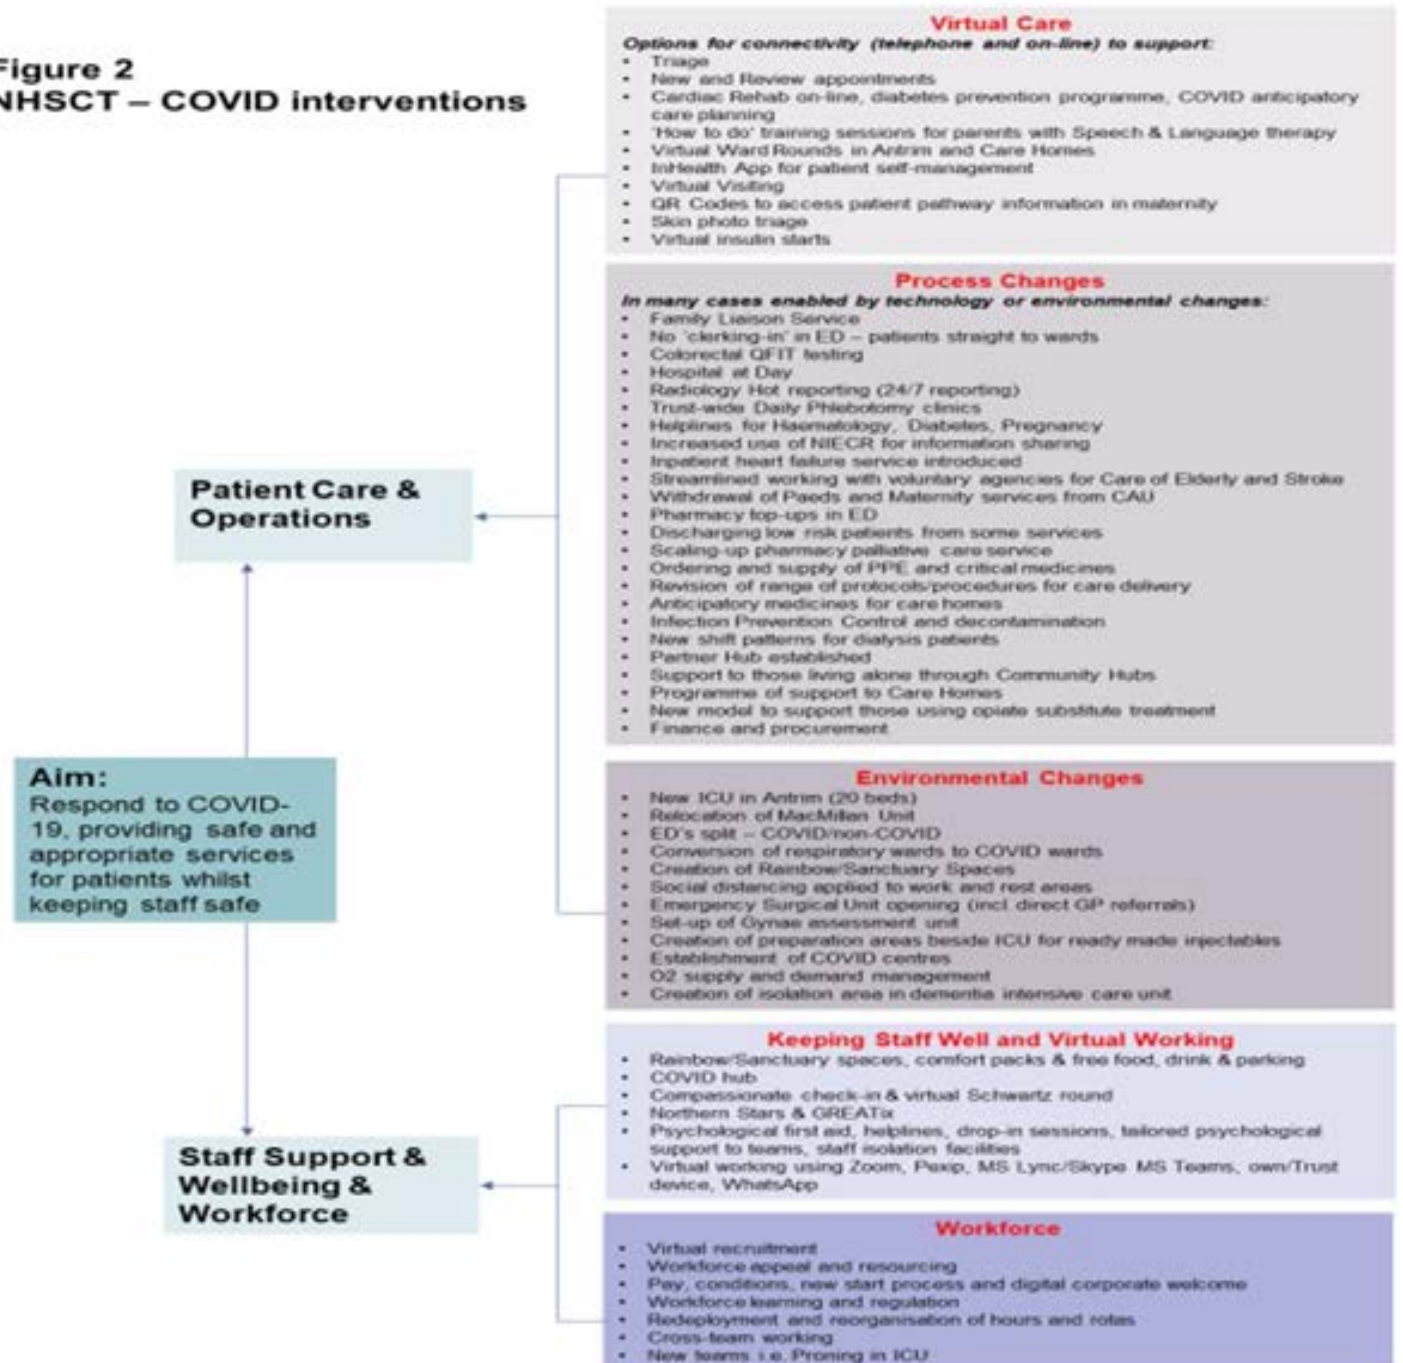 Figure 2
NHSCT – COVID interventions
Virtual Care
Options for connectivity (telephone and on-line) to support:
• Triage
• New and Review appointments
• Cardiac Rehab on-line, diabetes prevention programme, COVID anticipatory
care planning
• 'How to do' training sessions for parents with Speech & Language therapy
• Virtual Ward Rounds in Antrim and Care Homes
• InHealth App for patient self-management
• Virtual Visiting
• QR Codes to access patient pathway information in maternity
• Skin photo triage
• Virtual insulin starts
Process Changes
In many cases enabled by technology or environmental changes:
• Family Liaison Service
• No 'clerking-in' in ED – patients straight to wards
• Colorectal QFIT testing
• Hospital at Day
• Radiology Hot reporting (24/7 reporting)
• Trust-wide Daily Phlebotomy clinics
• Helplines for Haematology, Diabetes, Pregnancy
• Increased use of NIECR for information sharing
• Inpatient heart failure service introduced
• Streamlined working with voluntary agencies for Care of Elderly and Stroke
• Withdrawal of Paeds and Maternity services from CAU
• Pharmacy top-ups in ED
• Discharging low risk patients from some services
• Scaling-up pharmacy palliative care service
• Ordering and supply of PPE and critical medicines
• Revision of range of protocols/procedures for care delivery
• Anticipatory medicines for care homes
• Infection Prevention Control and decontamination
• New shift patterns for dialysis patients
• Partner Hub established
• Support to those living alone through Community Hubs
• Programme of support to Care Homes
• New model to support those using opiate substitute treatment
• Finance and procurement
Patient Care &
Operations
Aim:
Respond to COVID-
19, providing safe and
appropriate services
for patients whilst
keeping staff safe
Environmental Changes
• New ICU in Antrim (20 beds)
• Relocation of MacMillan Unit
• ED's split – COVID/non-COVID
• Conversion of respiratory wards to COVID wards
• Creation of Rainbow/Sanctuary Spaces
• Social distancing applied to work and rest areas
• Emergency Surgical Unit opening (incl. direct GP referrals)
• Set-up of Gynae assessment unit
• Creation of preparation areas beside ICU for ready made injectables
• Establishment of COVID centres
• O2 supply and demand management
• Creation of isolation area in dementia intensive care unit
Keeping Staff Well and Virtual Working
• Rainbow/Sanctuary spaces, comfort packs & free food, drink & parking
• COVID hub
• Compassionate check-in & virtual Schwartz round
• Northern Stars & GREATix
• Psychological first aid, helplines, drop-in sessions, tailored psychological
support to teams, staff isolation facilities
• Virtual working using Zoom, Pexip, MS Lync/Skype MS Teams, own/Trust
device, WhatsApp
Staff Support &
Wellbeing &
Workforce
Workforce
• Virtual recruitment
• Workforce appeal and resourcing
• Pay, conditions, new start process and digital corporate welcome
• Workforce learning and regulation
• Redeployment and reorganisation of hours and rotas
• Cross-team working
• New teams i.e. Proning in ICU